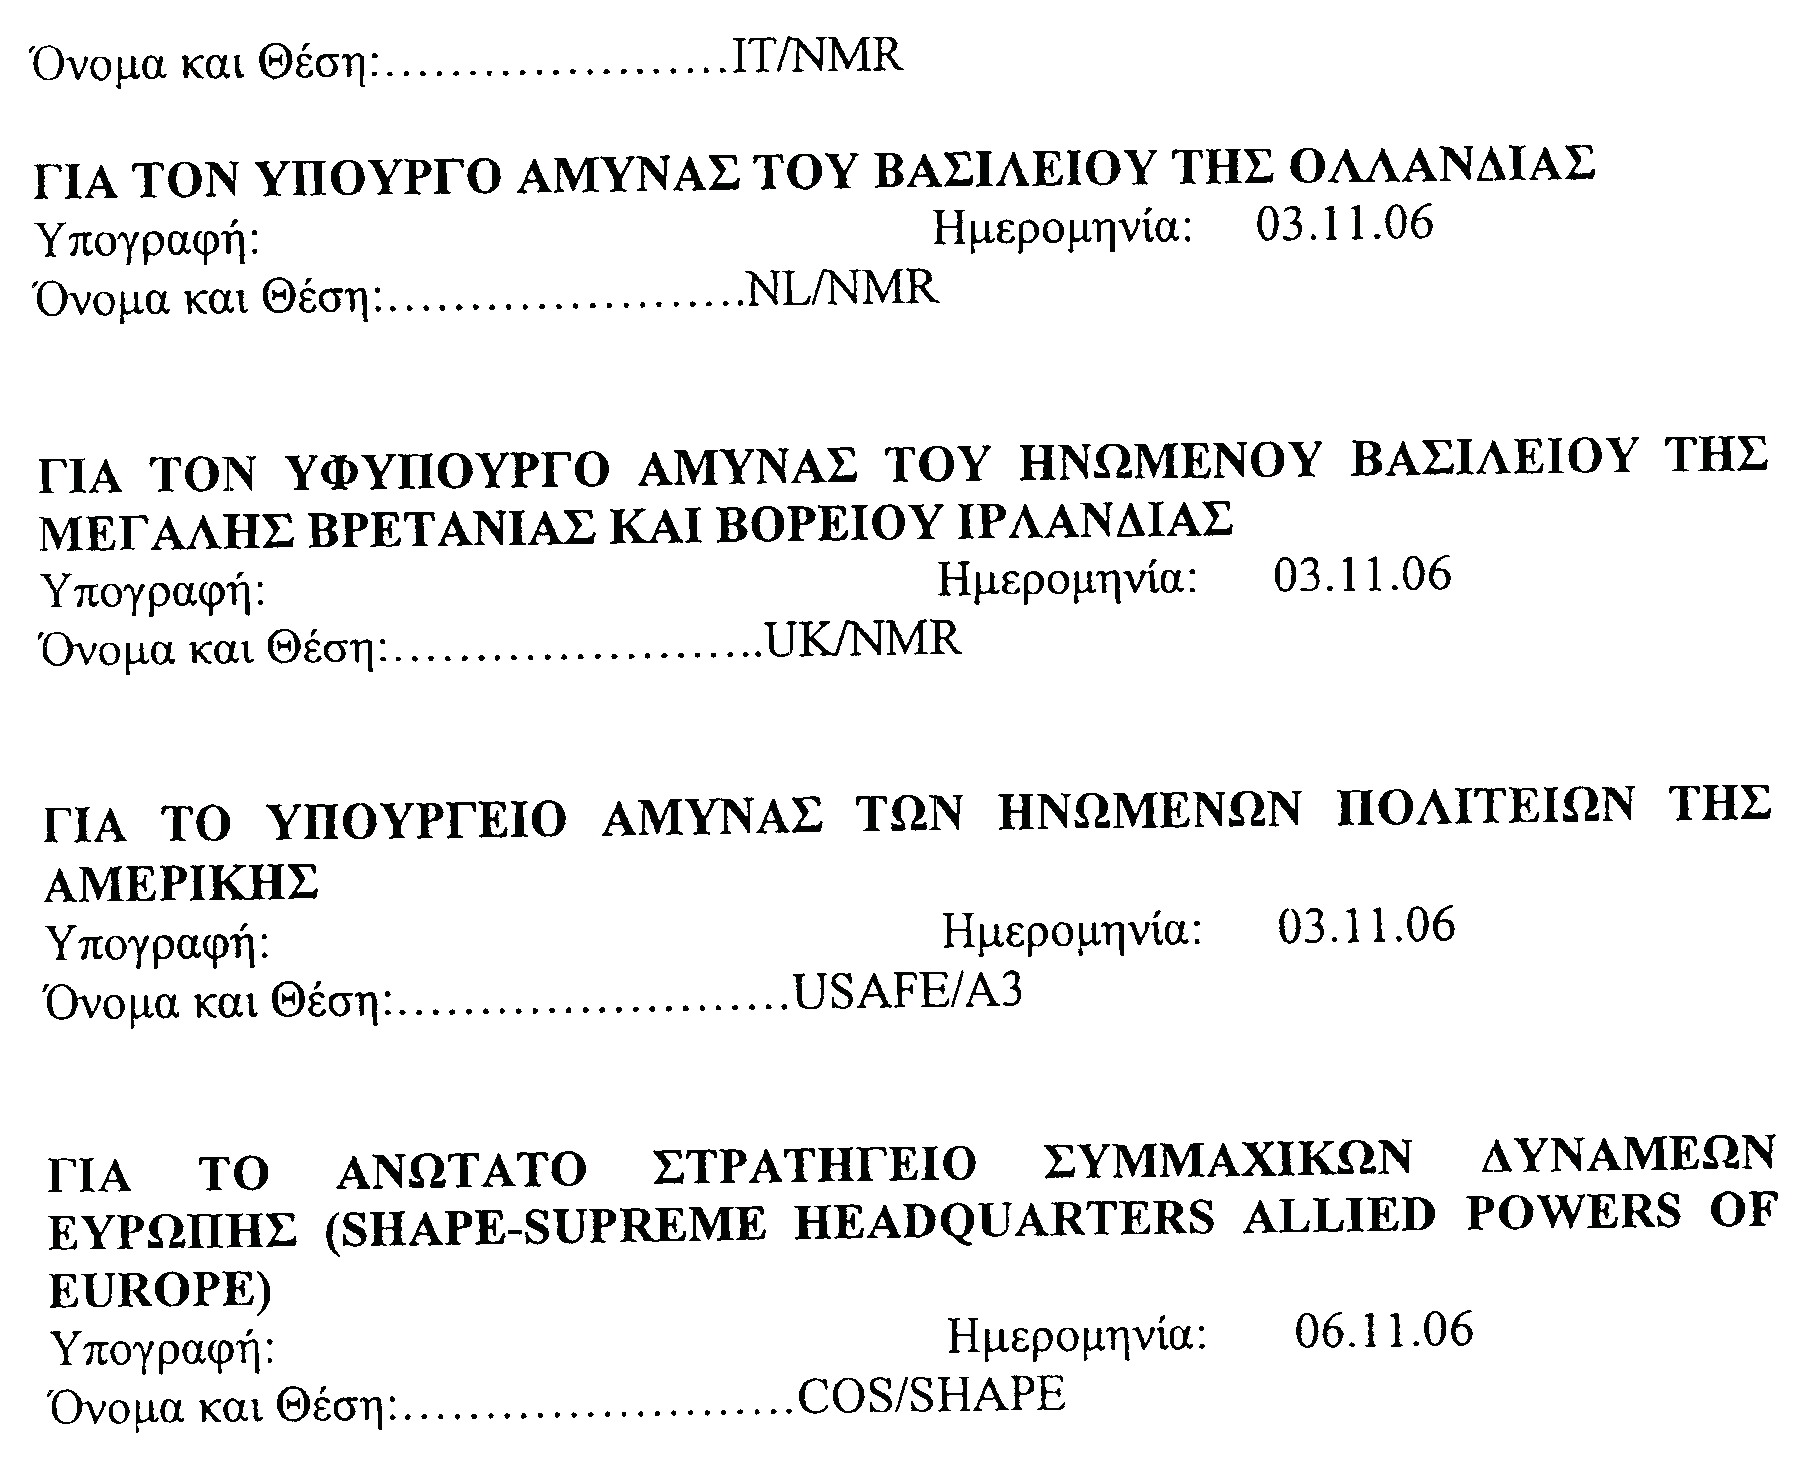 Όνομα και Θέση:......................IT/NMR
ΓΙΑ ΤΟΝ ΥΠΟΥΡΓΟ ΑΜΥΝΑΣ ΤΟΥ ΒΑΣΙΛΕΙΟΥ ΤΗΣ ΟΛΛΑΝΔΙΑΣ
Υπογραφή: Ημερομηνία: 03.11.06
Όνομα και Θέση:.......................NL/NMR
ΓΙΑ ΤΟΝ ΥΦΥΠΟΥΡΓΟ ΑΜΥΝΑΣ ΤΟΥ ΗΝΩΜΕΝΟΥ ΒΑΣΙΛΕΙΟΥ ΤΗΣ
ΜΕΓΑΛΗΣ ΒΡΕΤΑΝΙΑΣ ΚΑΙ ΒΟΡΕΙΟΥ ΙΡΛΑΝΔΙΑΣ
Υπογραφή: Ημερομηνία: 03.11.06
Όνομα και Θέση:.......................UK/NMR
ΓΙΑ ΤΟ ΥΠΟΥΡΓΕΙΟ ΑΜΥΝΑΣ ΤΩΝ ΗΝΩΜΕΝΩΝ ΠΟΛΙΤΕΙΩΝ ΤΗΣ
ΑΜΕΡΙΚΗΣ
Υπογραφή: Ημερομηνία: 03.11.06
Όνομα και Θέση:.........................USAFE/A3
ΓΙΑ ΤΟ ΑΝΩΤΑΤΟ ΣΤΡΑΤΗΓΕΙΟ ΣΥΜΜΑΧΙΚΩΝ ΔΥΝΑΜΕΩΝ
ΕΥΡΩΠΗΣ (SHAPE-SUPREME HEADQUARTERS ALLIED POWERS OF
EUROPE)
Υπογραφή: Ημερομηνία: 06.11.06
Όνομα και Θέση:.........................COS/SHAPE